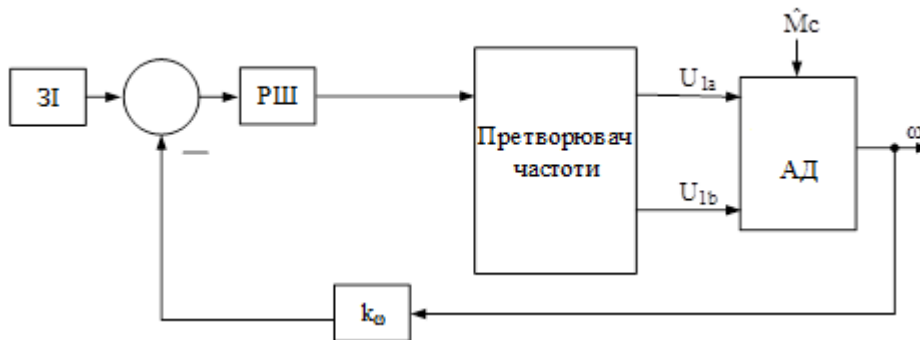 ЗІ
РШ
Претворювач
частоти
U1a
U1b
M̂c
АД
ω
—
kω